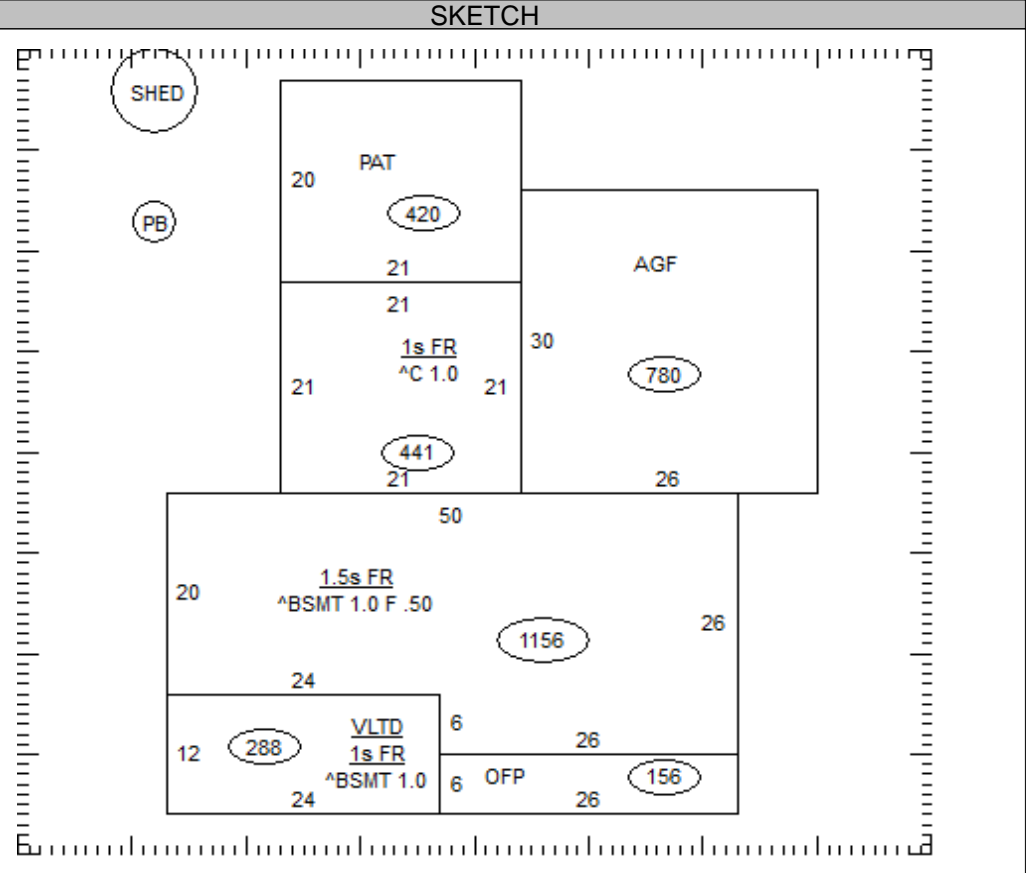 SKETCH
SHED
PAT
20
420
PB
21
AGF
21
30
1s FR
^C 1.0
21
21
780
441
21
26
50
1.5s FR
20
^BSMT 1.0 F .50
26
1156
24
6
VLTD
26
12
288
1s FR
^BSMT 1.0
6
OFP
156
24
26